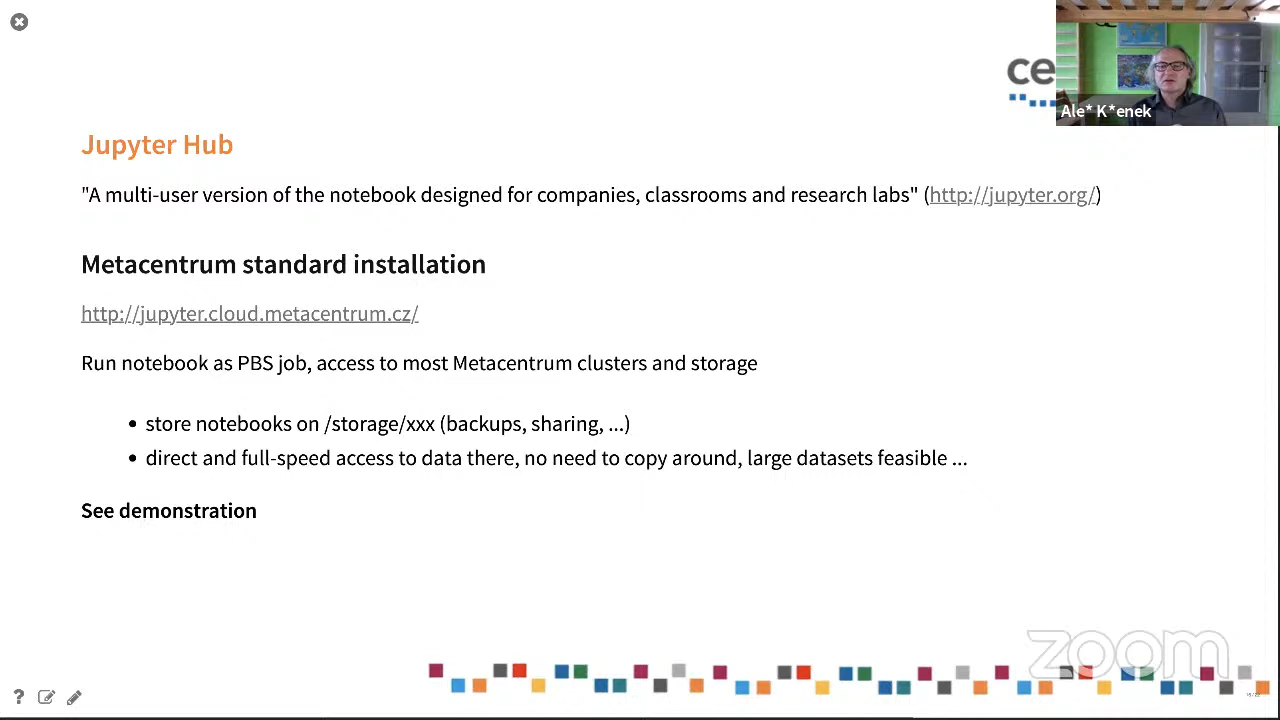 ce
Ale* K*enek
Jupyter Hub
"A multi-user version of the notebook designed for companies, classrooms and research labs" (http://jupyter.org/)
Metacentrum standard installation
http://jupyter.cloud.metacentrum.cz/
Run notebook as PBS job, access to most Metacentrum clusters and storage
• store notebooks on /storage/xxx (backups, sharing, ...)
• direct and full-speed access to data there, no need to copy around, large datasets feasible ...
See demonstration
zoom
?